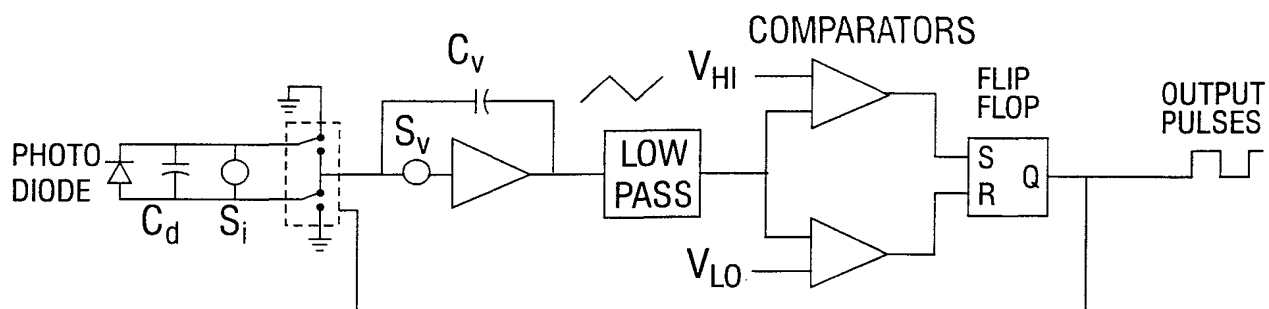 COMPARATORS
C_v
V_HI
FLIP
FLOP
OUTPUT
PULSES
PHOTO
DIODE
S_v
LOW
PASS
S
R
Q
C_d
S_i
V_LO